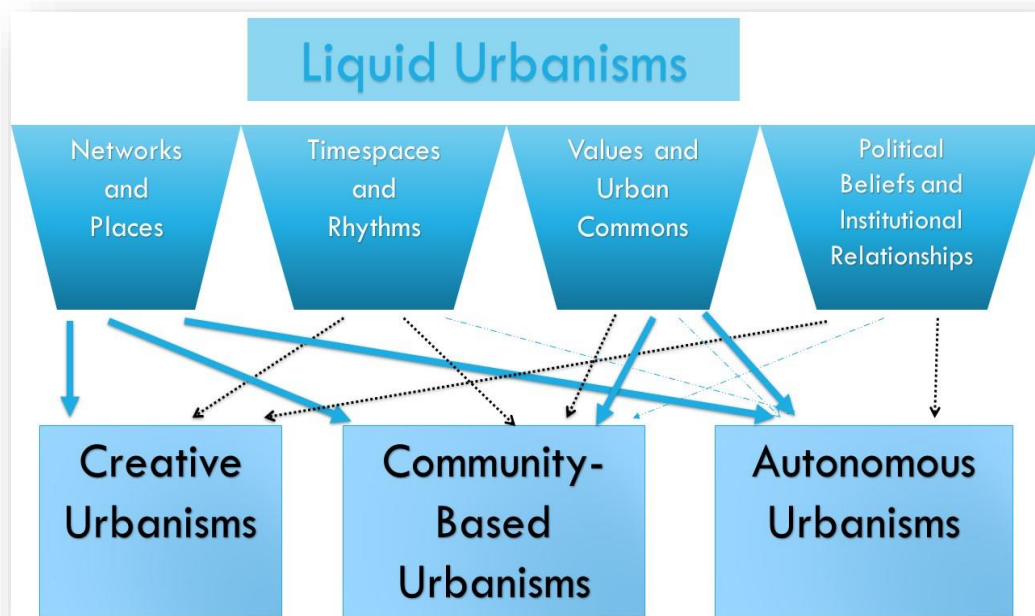 Liquid Urbanisms
Networks
and
Places
Timespaces
and
Rhythms
Values and
Urban
Commons
Political
Beliefs and
Institutional
Relationships
Creative
Urbanisms
Community-
Based
Urbanisms
Autonomous
Urbanisms